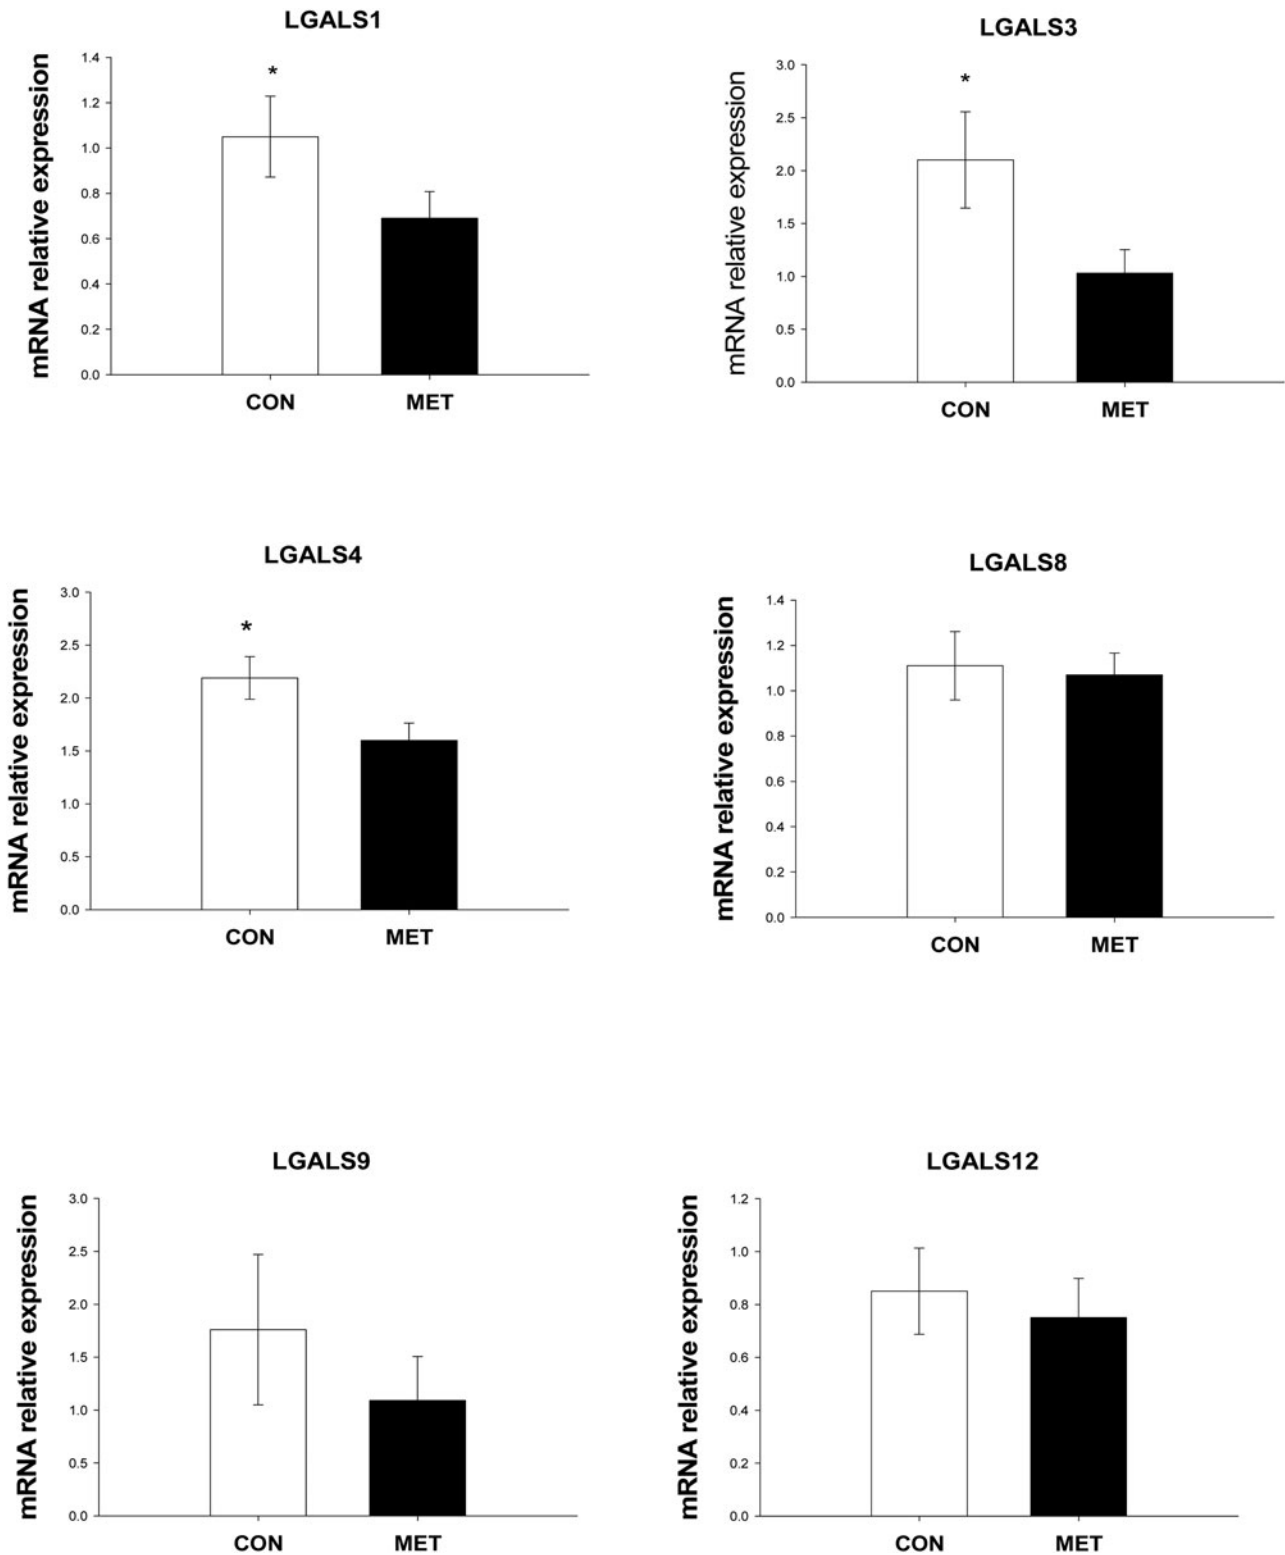 LGALS1
mRNA relative expression
1.4
1.2
1.0
0.8
0.6
0.4
0.2
0.0
*
CON
MET
LGALS3
mRNA relative expression
3.0
2.5
2.0
1.5
1.0
0.5
0.0
*
CON
MET
LGALS4
mRNA relative expression
3.0
2.5
2.0
1.5
1.0
0.5
0.0
*
CON
MET
LGALS8
mRNA relative expression
1.4
1.2
1.0
0.8
0.6
0.4
0.2
0.0
CON
MET
LGALS9
mRNA relative expression
3.0
2.5
2.0
1.5
1.0
0.5
0.0
CON
MET
LGALS12
mRNA relative expression
1.2
1.0
0.8
0.6
0.4
0.2
0.0
CON
MET